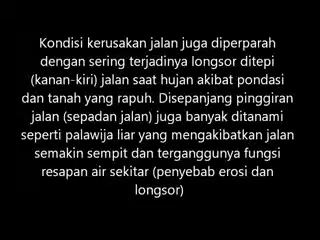 Kondisi kerusakan jalan juga diperparah
dengan sering terjadinya longsor ditepi
(kanan-kiri) jalan saat hujan akibat pondasi
dan tanah yang rapuh. Disepanjang pinggiran
jalan (sepadan jalan) juga banyak ditanami
seperti palawija liar yang mengakibatkan jalan
semakin sempit dan terganggunya fungsi
resapan air sekitar (penyebab erosi dan
longsor)